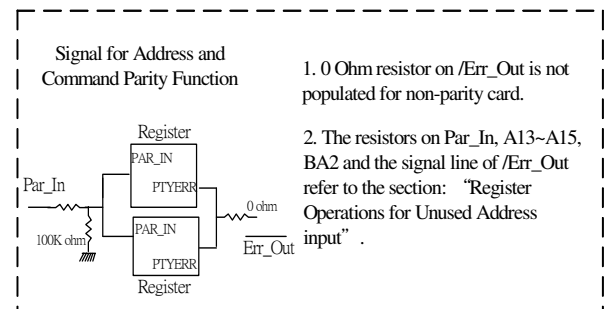 Signal for Address and
Command Parity Function
Register
PAR_IN
PTYERR
Par_In
100K ohm
PAR_IN
PTYERR
Register
0 ohm
Err_Out
1. 0 Ohm resistor on /Err_Out is not
populated for non-parity card.
2. The resistors on Par_In, A13~A15,
BA2 and the signal line of /Err_Out
refer to the section: “Register
Operations for Unused Address
input” .